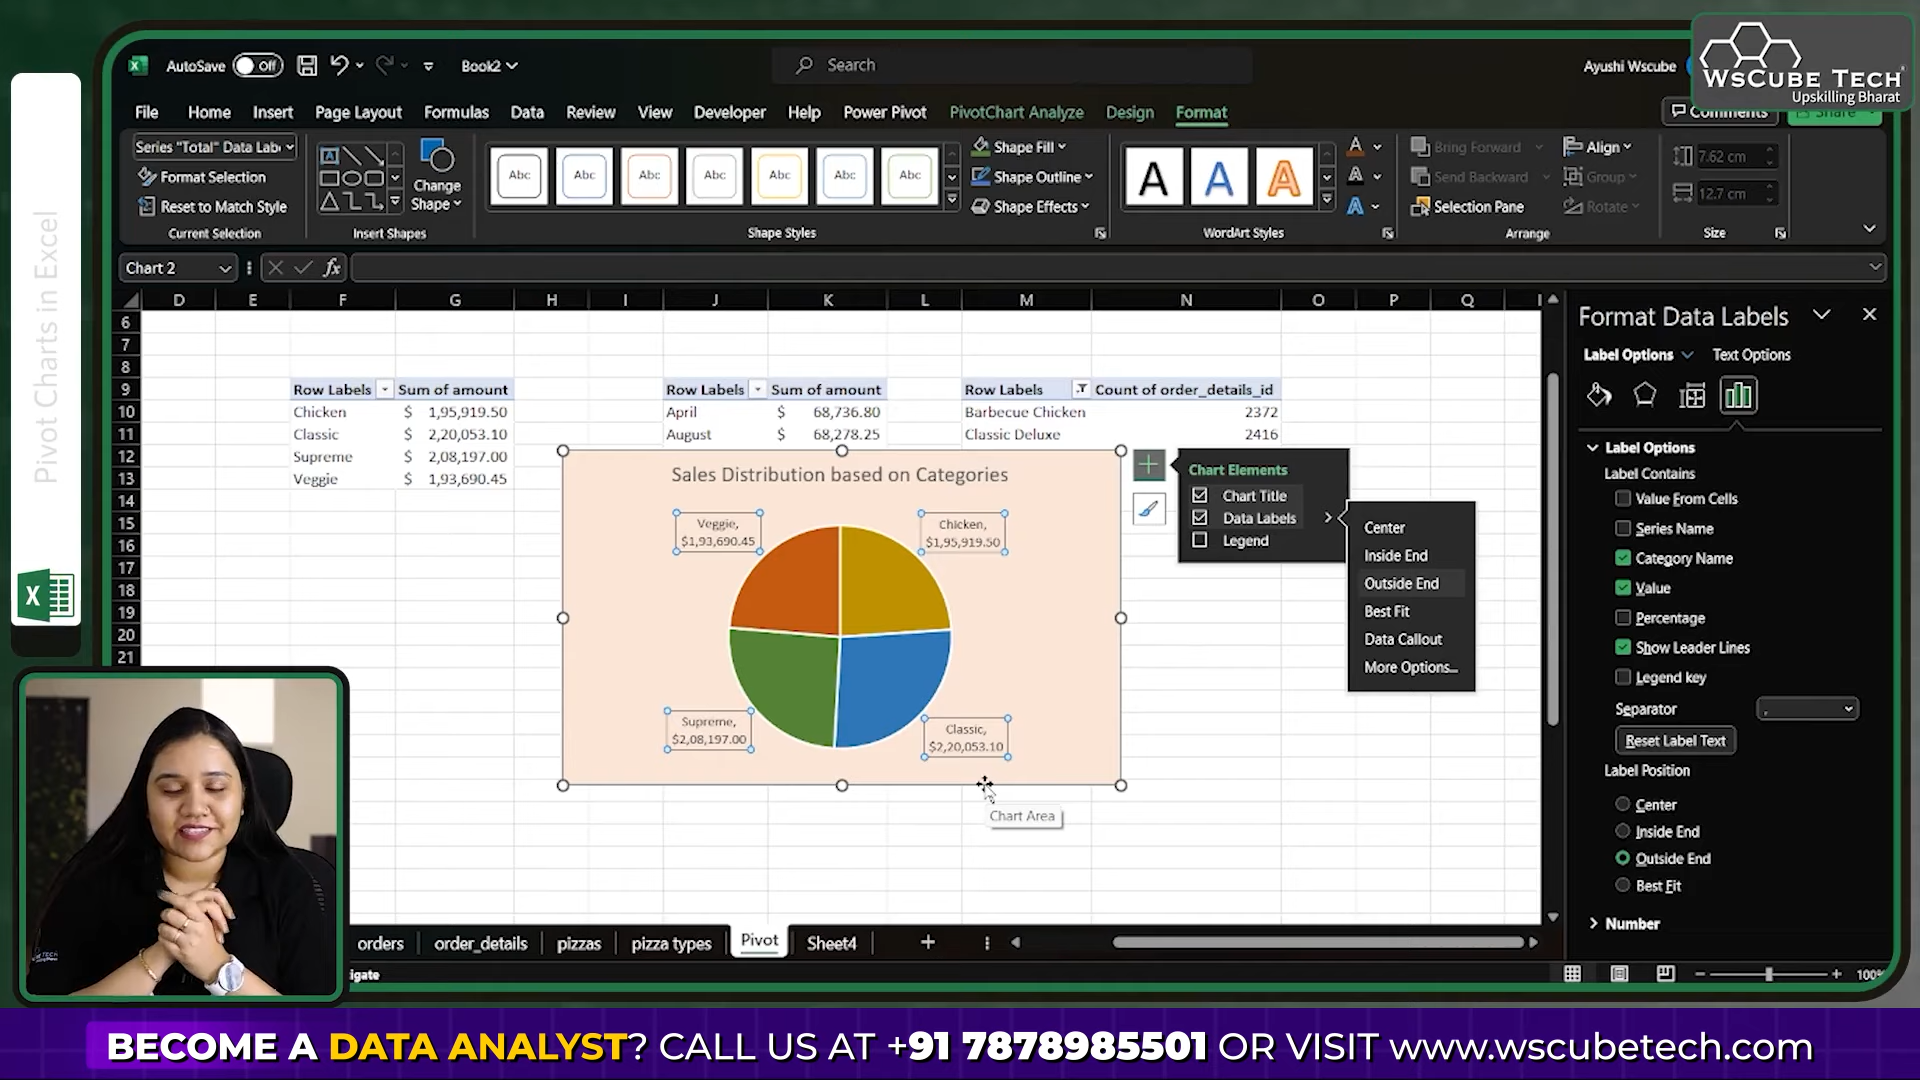 Pivot Charts in Excel
AutoSave Off Book2 Search Ayushi Wscube
WsCube Tech
Upskilling Bharat
File Home Insert Page Layout Formulas Data Review View Developer Help Power Pivot PivotChart Analyze Design Format Comments Share
Series "Total" Data Lab
Format Selection
Reset to Match Style
Current Selection
Change Shape
Insert Shapes
Abc Abc Abc Abc Abc Abc Abc
Shape Fill
Shape Outline
Shape Effects
Shape Styles
A A A
WordArt Styles
Bring Forward
Send Backward
Selection Pane
Align
Group
Rotate
Arrange
7.62 cm
12.7 cm
Size
Chart 2 fx
D E F G H I J K L M N O P Q
6
7
8
9 Row Labels Sum of amount Row Labels Sum of amount Row Labels Count of order_details_id
10 Chicken $ 1,95,919.50 April $ 68,736.80 Barbecue Chicken 2372
11 Classic $ 2,20,053.10 August $ 68,278.25 Classic Deluxe 2416
12 Supreme $ 2,08,197.00
13 Veggie $ 1,93,690.45
14
15
16
17
18
19
20
21
Sales Distribution based on Categories
Veggie,
$1,93,690.45
Chicken,
$1,95,919.50
Supreme,
$2,08,197.00
Classic,
$2,20,053.10
Chart Area
Chart Elements
Chart Title
Data Labels
Legend
Center
Inside End
Outside End
Best Fit
Data Callout
More Options...
Format Data Labels
Label Options Text Options
Label Options
Label Contains
Value From Cells
Series Name
Category Name
Value
Percentage
Show Leader Lines
Legend key
Separator ,
Reset Label Text
Label Position
Center
Inside End
Outside End
Best Fit
Number
orders order_details pizzas pizza types Pivot Sheet4
100%
BECOME A DATA ANALYST? CALL US AT +91 7878985501 OR VISIT www.wscubetech.com